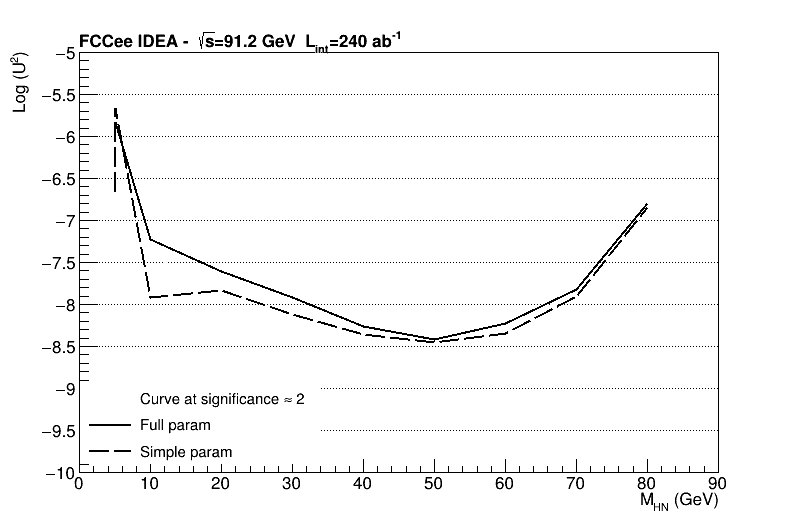 FCCee IDEA - √s=91.2 GeV L_int=240 ab⁻¹
Log (U²)
−5
−5.5
−6
−6.5
−7
−7.5
−8
−8.5
−9
−9.5
−10
Curve at significance ≈ 2
Full param
Simple param
0 10 20 30 40 50 60 70 80 90
M_HN (GeV)